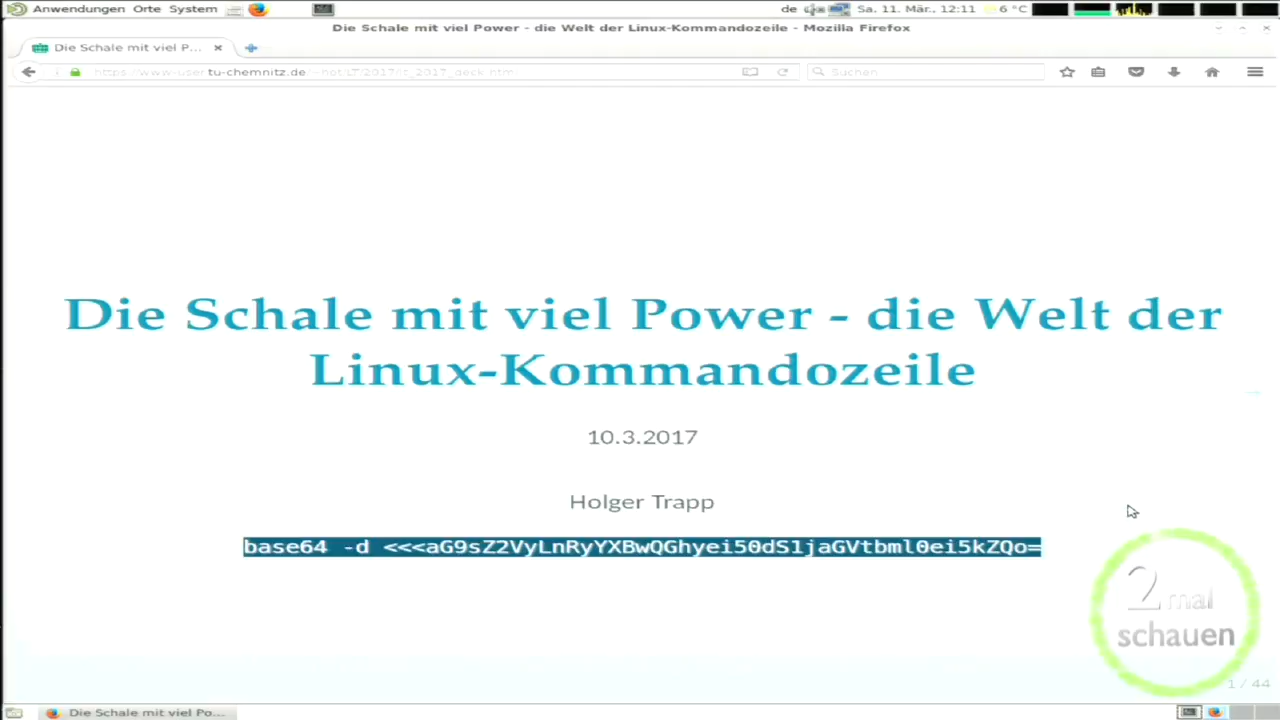 Anwendungen Orte System
de
Sa. 11. Mär., 12:11
6 °C
Die Schale mit viel Power - die Welt der Linux-Kommandozeile - Mozilla Firefox
Die Schale mit viel P...
tu-chemnitz.de
Suchen
Die Schale mit viel Power - die Welt der
Linux-Kommandozeile
10.3.2017
Holger Trapp
base64 -d <<<aG9sZ2VyLnRyYXBwQGhyei50dS1jaGVtbml0ei5kZQo=
2 mal
schauen
1 / 44
Die Schale mit viel Po...